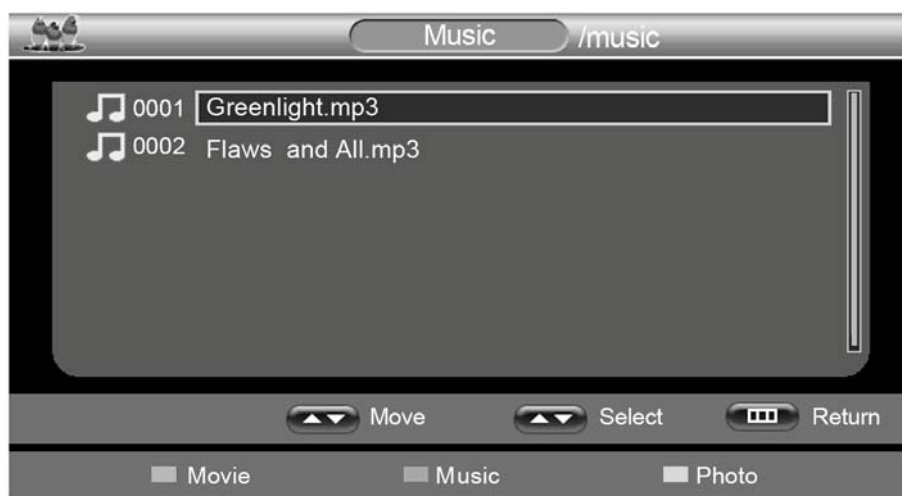 Music /music
0001 Greenlight.mp3
0002 Flaws and All.mp3
Move Select Return
Movie Music Photo